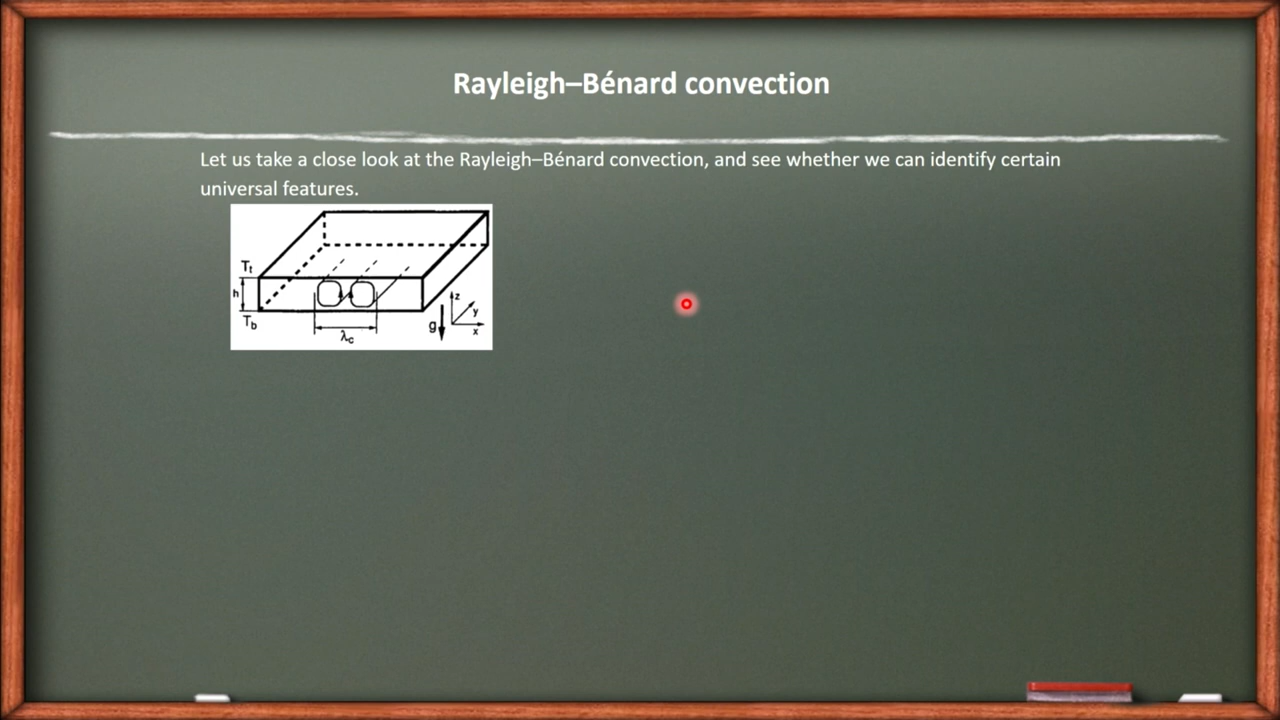 Rayleigh–Bénard convection
Let us take a close look at the Rayleigh–Bénard convection, and see whether we can identify certain
universal features.
Tt
h
Tb
λc
g
z
y
x